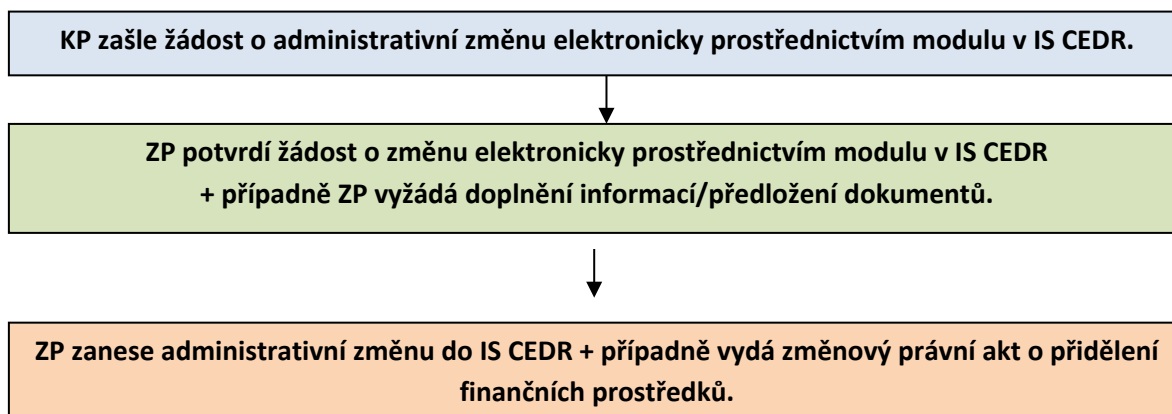 KP zašle žádost o administrativní změnu elektronicky prostřednictvím modulu v IS CEDR.
ZP potvrdí žádost o změnu elektronicky prostřednictvím modulu v IS CEDR
+ případně ZP vyžádá doplnění informací/předložení dokumentů.
ZP zanese administrativní změnu do IS CEDR + případně vydá změnový právní akt o přidělení
finančních prostředků.